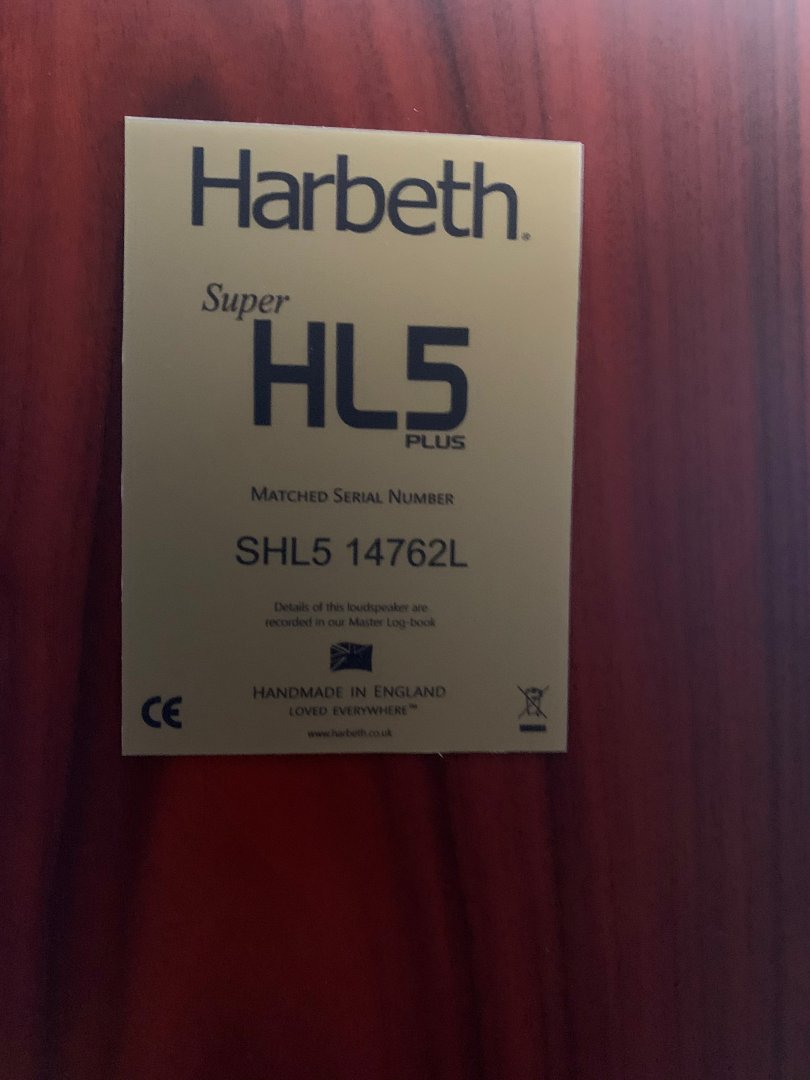 Harbeth®
Super
HL5
PLUS
MATCHED SERIAL NUMBER
SHL5 14762L
Details of this loudspeaker are
recorded in our Master Log-book
HANDMADE IN ENGLAND
LOVED EVERYWHERE™
www.harbeth.co.uk
CE